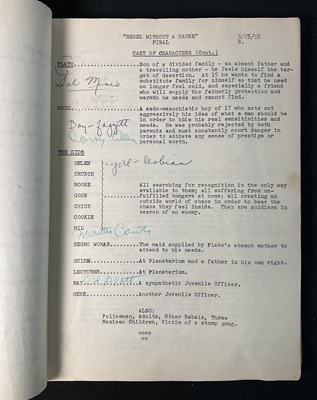 "REBEL WITHOUT A CAUSE"
FINAL
3/25/55
B.
CAST OF CHARACTERS (Cont.)
PLATO.............Son of a divided family - an absent father and
a travelling mother - he feels himself the tar-
get of desertion. At 15 he wants to find a
substitute family for himself so that he need
no longer feel cold, and especially a friend
who will supply the fatherly protection and
warmth he needs and cannot find.
Sal Mineo
A sado-masochistic boy of 17 who acts out
aggressively his idea of what a man should be
in order to hide his real sensitivities and
needs. He was probably rejected by both
parents and must constantly court danger in
order to achieve any sense of prestige or
personal worth.
THE KIDS
HELEN
CRUNCH
MOOSE
GOON
CHICK
COOKIE
MIL
girl
All searching for recognition in the only way
available to them; all suffering from un-
fulfilled hungers at home; all creating an
outside world of chaos in order to bear the
chaos they feel inside. They are soldiers in
search of an enemy.
NEGRO WOMAN.......The maid supplied by Plato's absent mother to
attend to his needs.
GUIDE.............At Planetarium and a father in his own right.
LECTURER..........At Planetarium.
RAY A sympathetic Juvenile Officer.
GENE..............Another Juvenile Officer.
ALSO:
Policemen, Adults, Other Rebels, Three
Mexican Children, Victim of a stomp gang.